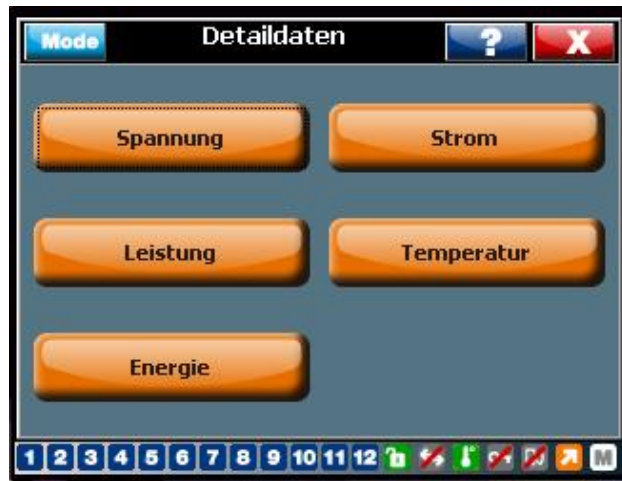 Mode Detaildaten ? X
Spannung Strom
Leistung Temperatur
Energie
1 2 3 4 5 6 7 8 9 10 11 12 M